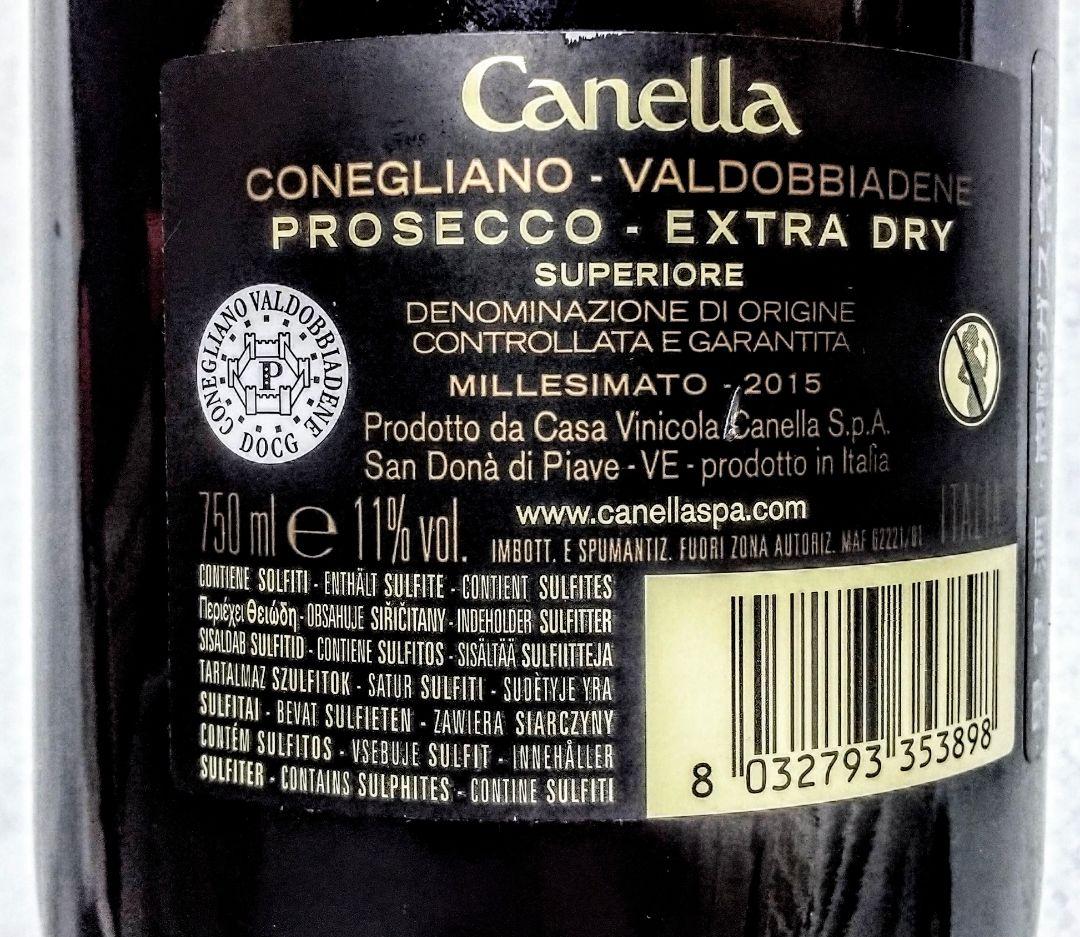 Canella
CONEGLIANO - VALDOBBIADENE
PROSECCO - EXTRA DRY
SUPERIORE
DENOMINAZIONE DI ORIGINE
CONTROLLATA E GARANTITA
MILLESIMATO - 2015
Prodotto da Casa Vinicola Canella S.p.A.
San Donà di Piave - VE - prodotto in Italia
www.canellaspa.com
CONEGLIANO VALDOBBIADENE
P
DOCG
750 ml e 11% vol.
IMBOTT. E SPUMANTIZ. FUORI ZONA AUTORIZ. MAF 62221/81
ITALIA
CONTIENE SOLFITI - ENTHÄLT SULFITE - CONTIENT SULFITES
Περιέχει θειώδη - OBSAHUJE SIŘIČITANY - INDEHOLDER SULFITTER
SISALDAB SULFITID - CONTIENE SULFITOS - SISÄLTÄÄ SULFIITTEJA
TARTALMAZ SZULFITOK - SATUR SULFITI - SUDĖTYJE YRA
SULFITAI - BEVAT SULFIETEN - ZAWIERA SIARCZYNY
CONTÉM SULFITOS - VSEBUJE SULFIT - INNEHÅLLER
SULFITER - CONTAINS SULPHITES - CONTINE SULFITI
8 032793 353898